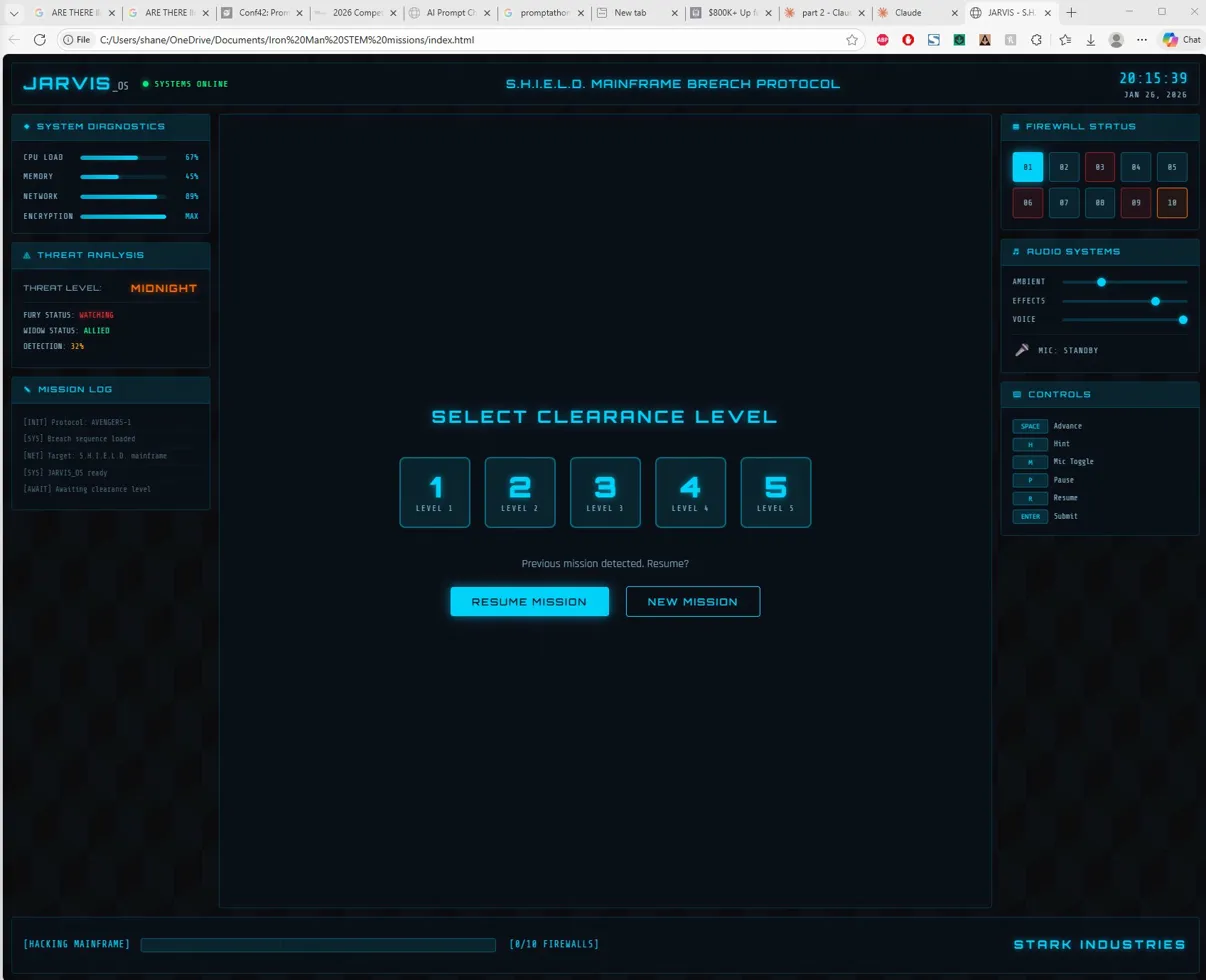 ARE THERE
ARE THERE
Conf42: Prom
2026 Compe
AI Prompt C
promptathor
New tab
$800K+ Up f
part 2 - Clau
Claude
JARVIS - S.H.
File
C:/Users/shane/OneDrive/Documents/Iron%20Man%20STEM%20missions/index.html
ABP
Chat
JARVIS_OS
SYSTEMS ONLINE
S.H.I.E.L.D. MAINFRAME BREACH PROTOCOL
20:15:39
JAN 26, 2026
SYSTEM DIAGNOSTICS
CPU LOAD 67%
MEMORY 45%
NETWORK 89%
ENCRYPTION MAX
THREAT ANALYSIS
THREAT LEVEL: MIDNIGHT
FURY STATUS: WATCHING
WIDOW STATUS: ALLIED
DETECTION: 32%
MISSION LOG
[INIT] Protocol: AVENGERS-1
[SYS] Breach sequence loaded
[NET] Target: S.H.I.E.L.D. mainframe
[SYS] JARVIS_OS ready
[AWAIT] Awaiting clearance level
SELECT CLEARANCE LEVEL
1 2 3 4 5
LEVEL 1 LEVEL 2 LEVEL 3 LEVEL 4 LEVEL 5
Previous mission detected. Resume?
RESUME MISSION NEW MISSION
FIREWALL STATUS
01 02 03 04 05
06 07 08 09 10
AUDIO SYSTEMS
AMBIENT
EFFECTS
VOICE
MIC: STANDBY
CONTROLS
SPACE Advance
H Hint
M Mic Toggle
P Pause
R Resume
ENTER Submit
[HACKING MAINFRAME]
[0/10 FIREWALLS]
STARK INDUSTRIES